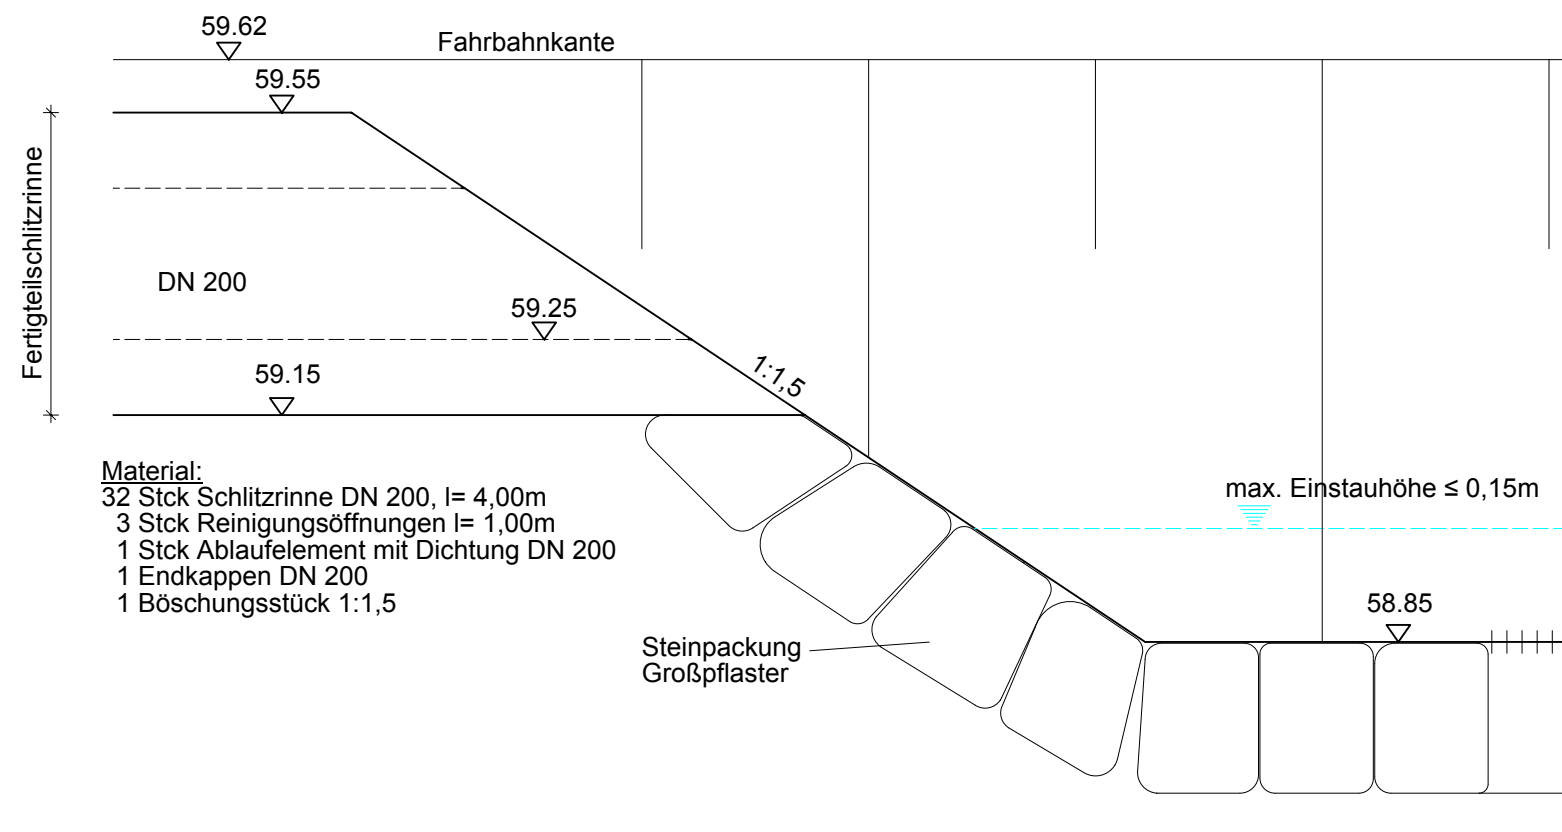 59.62
Fahrbahnkante
59.55
Fertigteilschlitzrinne
DN 200
59.25
59.15
1:1,5
Material:
32 Stck Schlitzrinne DN 200, l= 4,00m
3 Stck Reinigungsöffnungen l= 1,00m
1 Stck Ablaufelement mit Dichtung DN 200
1 Endkappen DN 200
1 Böschungsstück 1:1,5
max. Einstauhöhe ≤ 0,15m
58.85
Steinpackung
Großpflaster